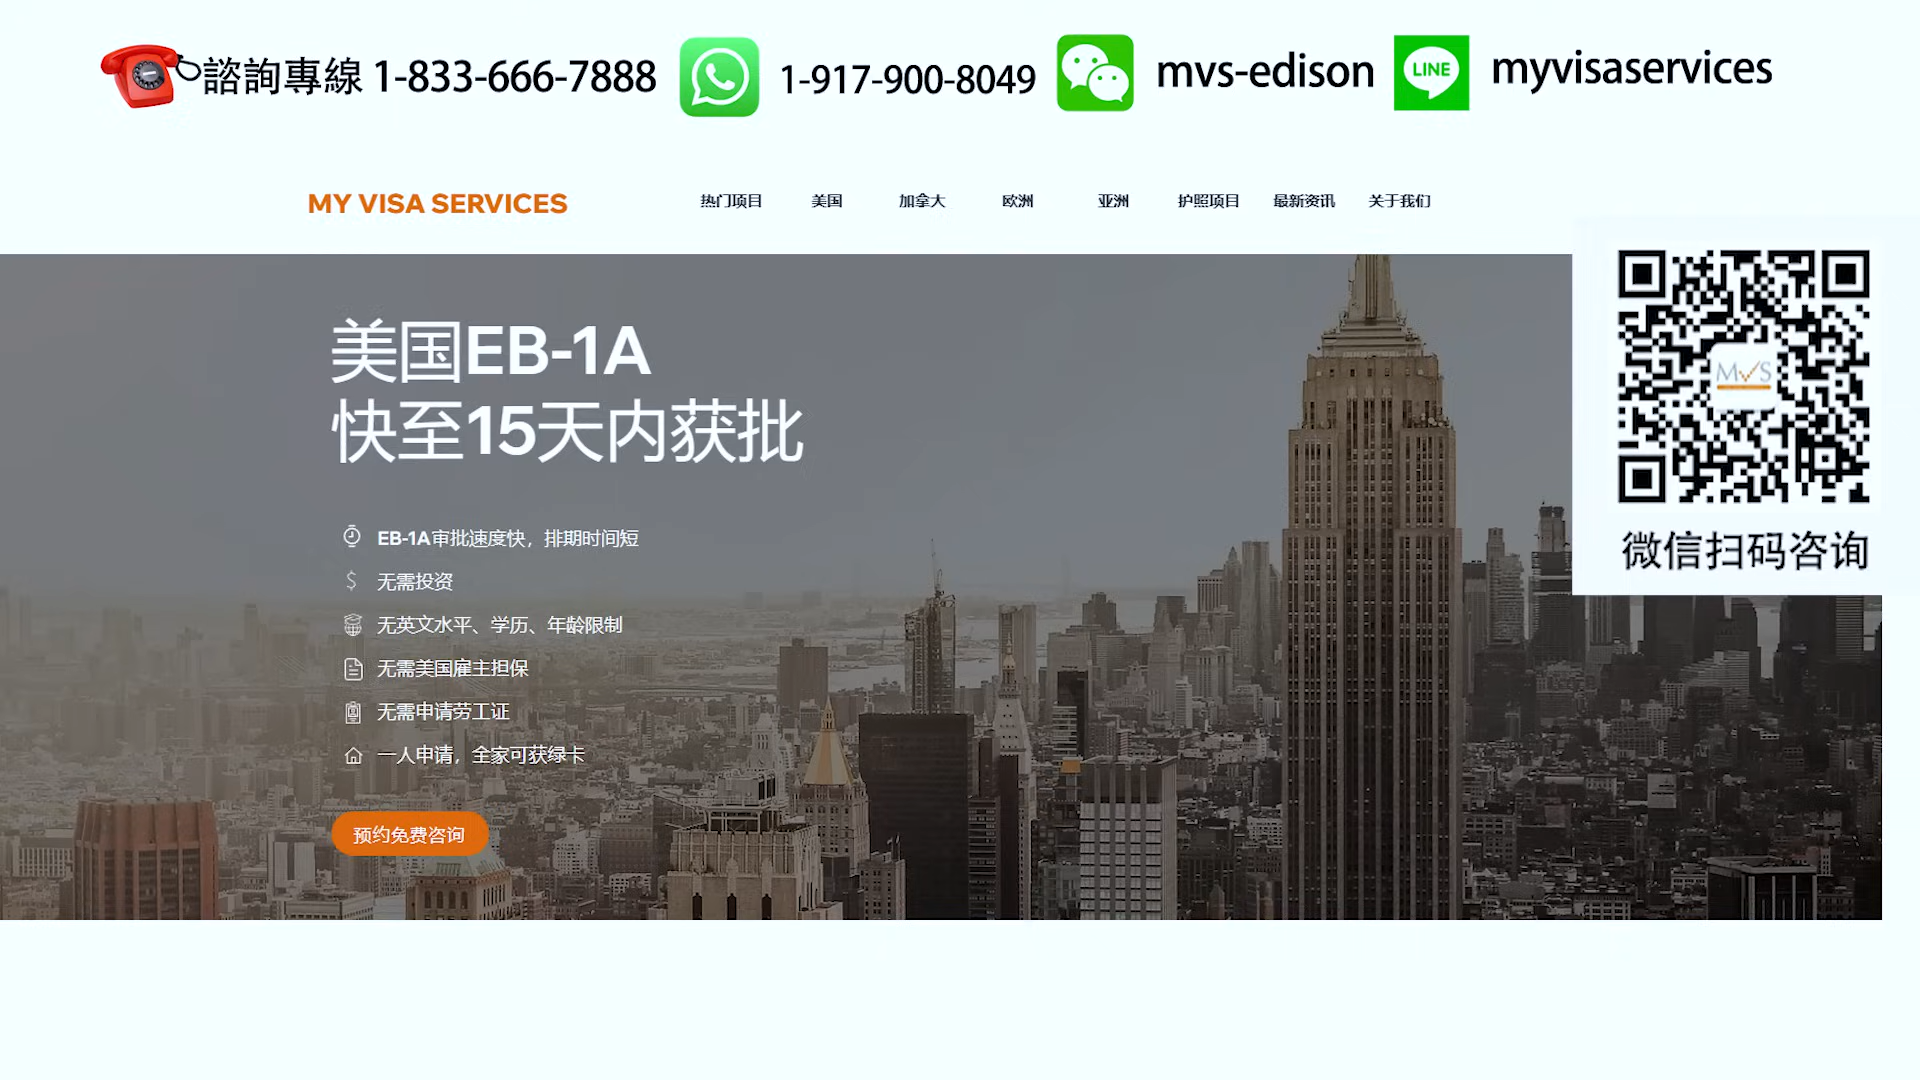 諮詢專線 1-833-666-7888
1-917-900-8049
mvs-edison
LINE
myvisaservices
MY VISA SERVICES
热门项目 美国 加拿大 欧洲 亚洲 护照项目 最新资讯 关于我们
美国EB-1A
快至15天内获批
EB-1A审批速度快，排期时间短
无需投资
无英文水平、学历、年龄限制
无需美国雇主担保
无需申请劳工证
一人申请，全家可获绿卡
预约免费咨询
MVS
微信扫码咨询